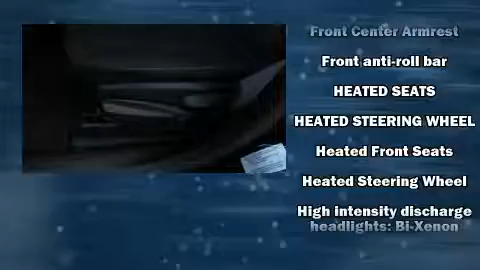 Front Center Armrest
Front anti-roll bar
HEATED SEATS
HEATED STEERING WHEEL
Heated Front Seats
Heated Steering Wheel
High intensity discharge
headlights: Bi-Xenon